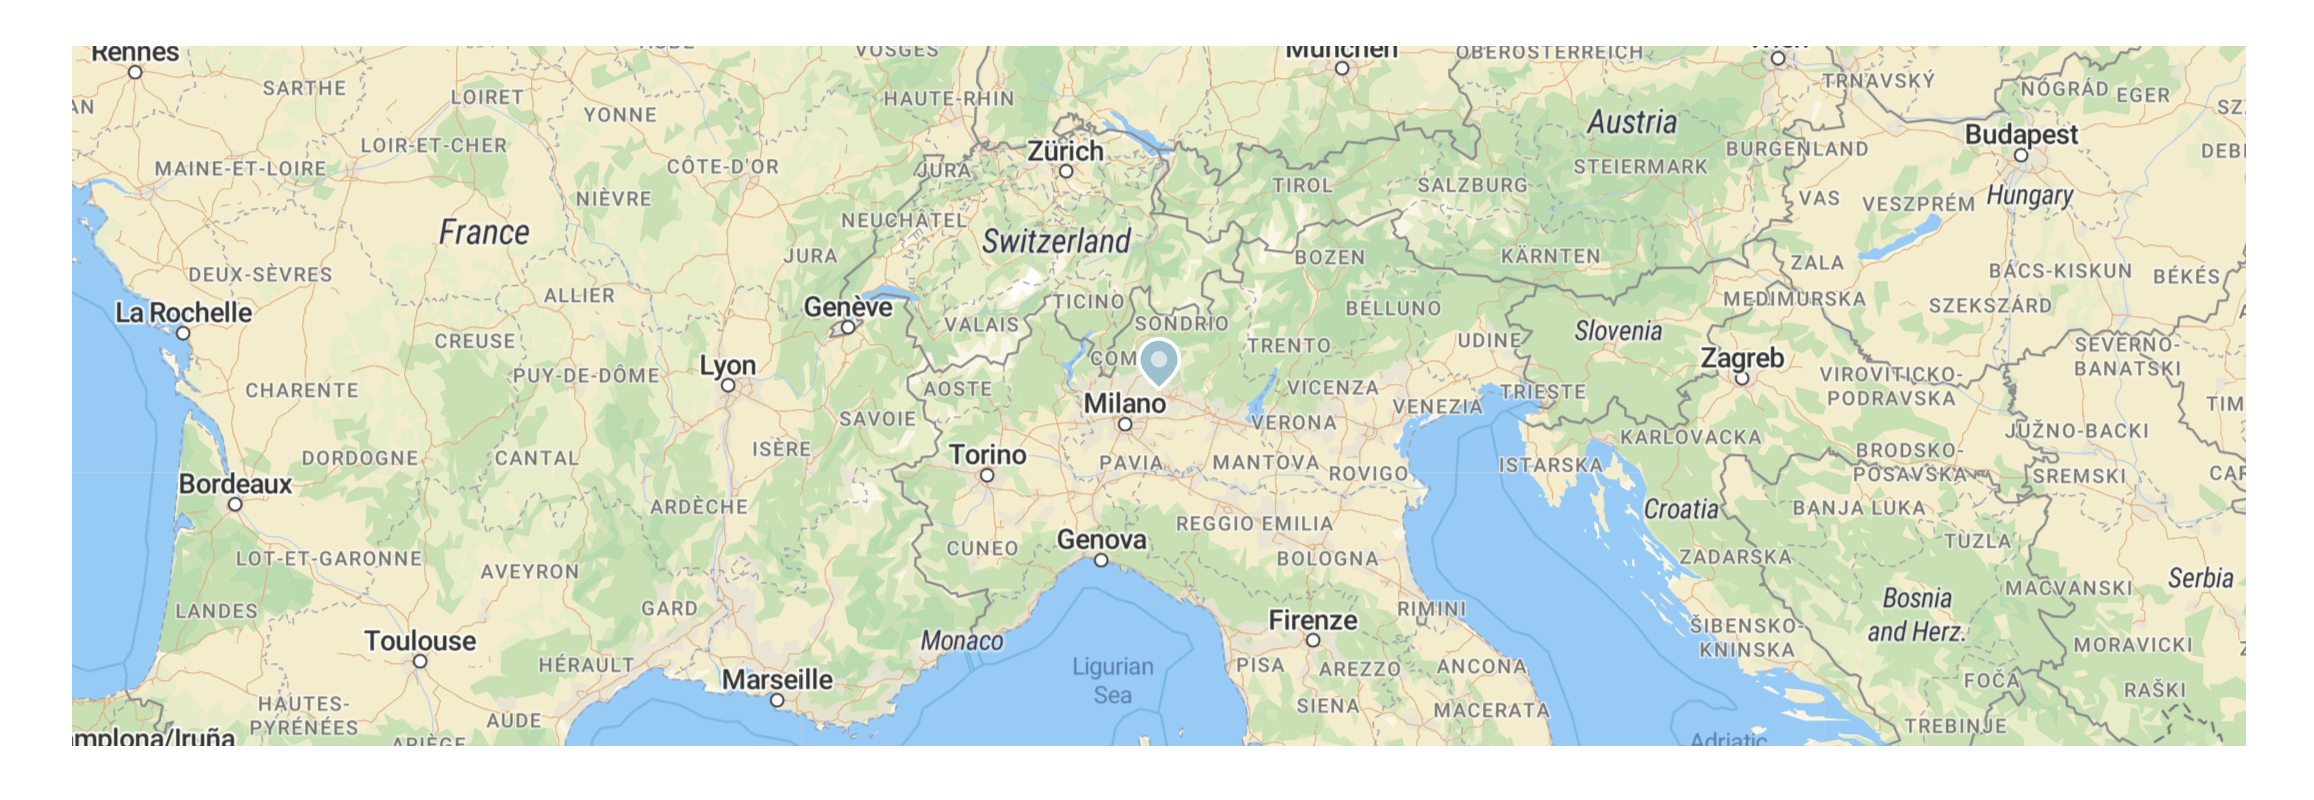 Rennes
VOSGES
München
OBERÖSTERREICH
SARTHE
LOIRET
YONNE
HAUTE-RHIN
TRNAVSKÝ
NÓGRÁD
EGER
LOIR-ET-CHER
Zürich
Austria
Budapest
MAINE-ET-LOIRE
CÔTE-D'OR
JURA
BURGENLAND
STEIERMARK
NIÈVRE
TIROL
SALZBURG
VAS
VESZPRÉM
Hungary
France
NEUCHÂTEL
Switzerland
JURA
BOZEN
KÄRNTEN
ZALA
DEUX-SÈVRES
BÁCS-KISKUN
BÉKÉS
ALLIER
TICINO
MEDIMURSKA
SZEKSZÁRD
La Rochelle
Genève
VALAIS
SONDRIO
BELLUNO
Slovenia
CREUSE
TRENTO
UDINE
SEVERNO-
BANATSKI
Lyon
PUY-DE-DÔME
Zagreb
VIROVITICKO-
PODRAVSKA
CHARENTE
AOSTE
VICENZA
TRIESTE
Milano
VENEZIA
SAVOIE
VERONA
DORDOGNE
CANTAL
ISÈRE
Torino
PAVIA
MANTOVA
ROVIGO
ISTARSKA
KARLOVACKA
JUŽNO-BACKI
BRODSKO-
POSAVSKA
SREMSKI
Bordeaux
ARDÈCHE
REGGIO EMILIA
Croatia
BANJA LUKA
LOT-ET-GARONNE
AVEYRON
CUNEO
Genova
BOLOGNA
ZADARSKA
TUZLA
Serbia
LANDES
GARD
Firenze
RIMINI
Bosnia
and Herz.
MACVANSKI
Toulouse
HÉRAULT
Monaco
Ligurian
Sea
PISA
AREZZO
ANCONA
ŠIBENSKO-
KNINSKA
MORAVICKI
HAUTES-
PYRÉNÉES
AUDE
Marseille
SIENA
MACERATA
FOČA
RAŠKI
TREBINJE
ARIÈGE
Adriatic